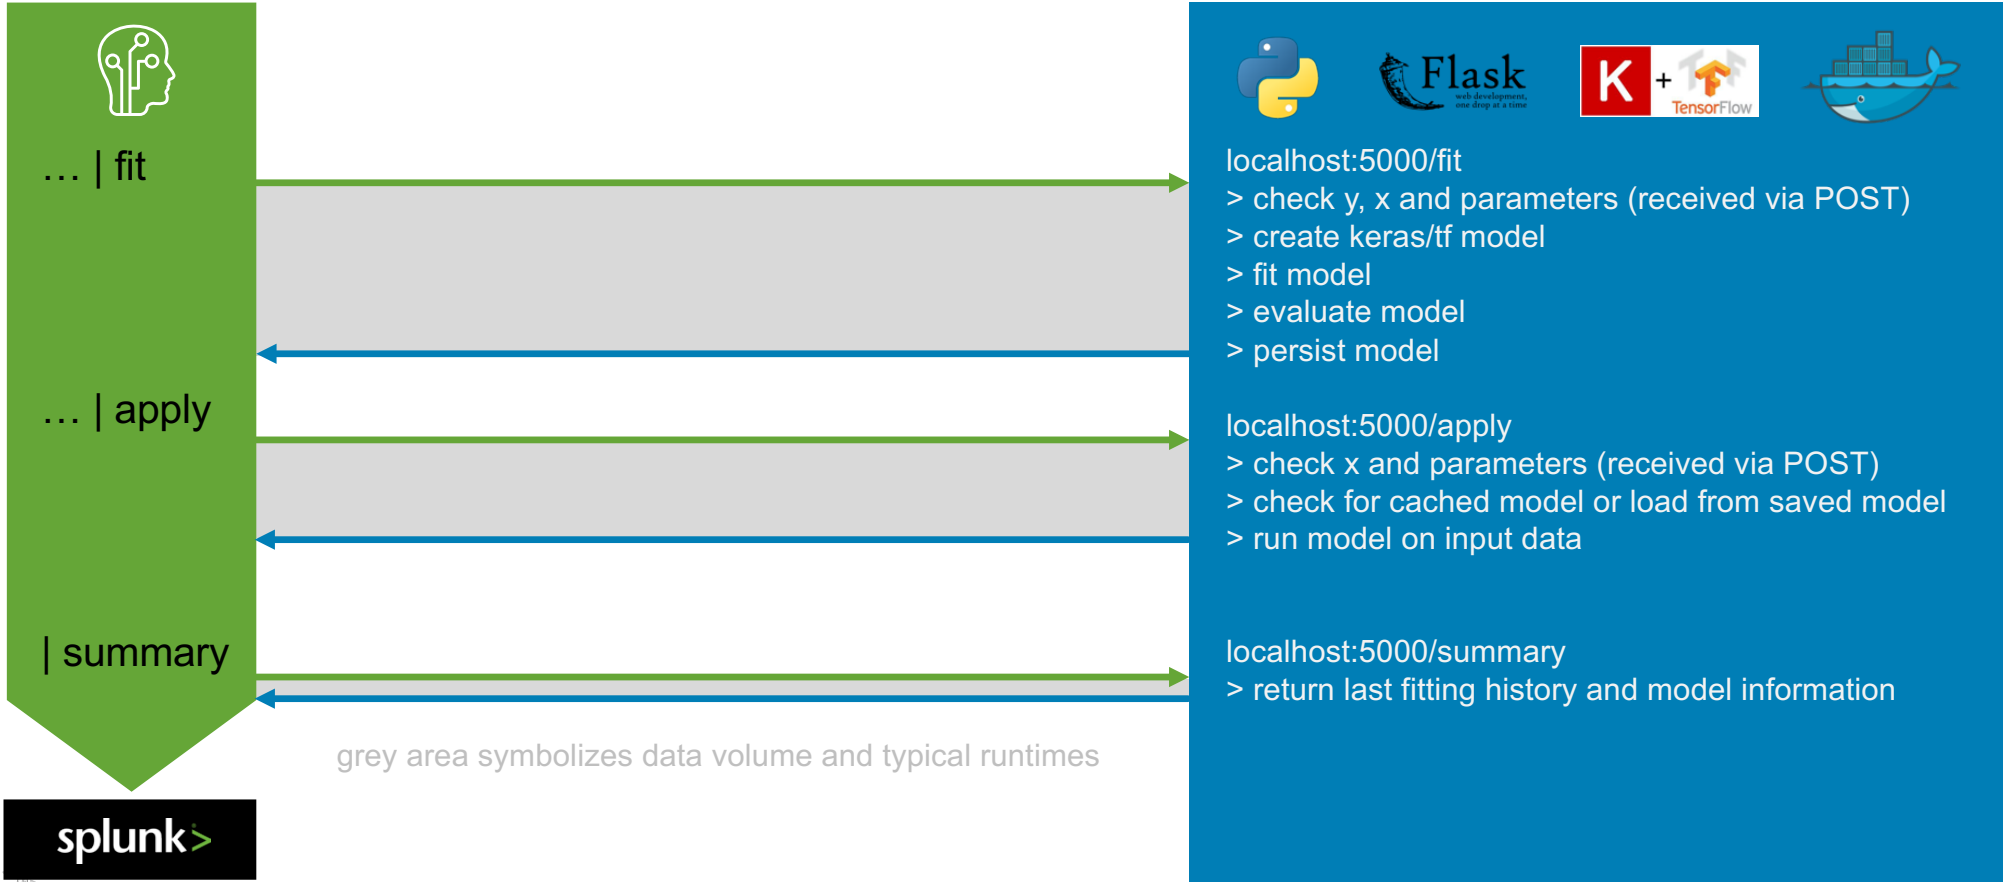 Flask
web development,
one drop at a time
K
+
TensorFlow
… | fit
localhost:5000/fit
> check y, x and parameters (received via POST)
> create keras/tf model
> fit model
> evaluate model
> persist model
… | apply
localhost:5000/apply
> check x and parameters (received via POST)
> check for cached model or load from saved model
> run model on input data
| summary
localhost:5000/summary
> return last fitting history and model information
grey area symbolizes data volume and typical runtimes
splunk>